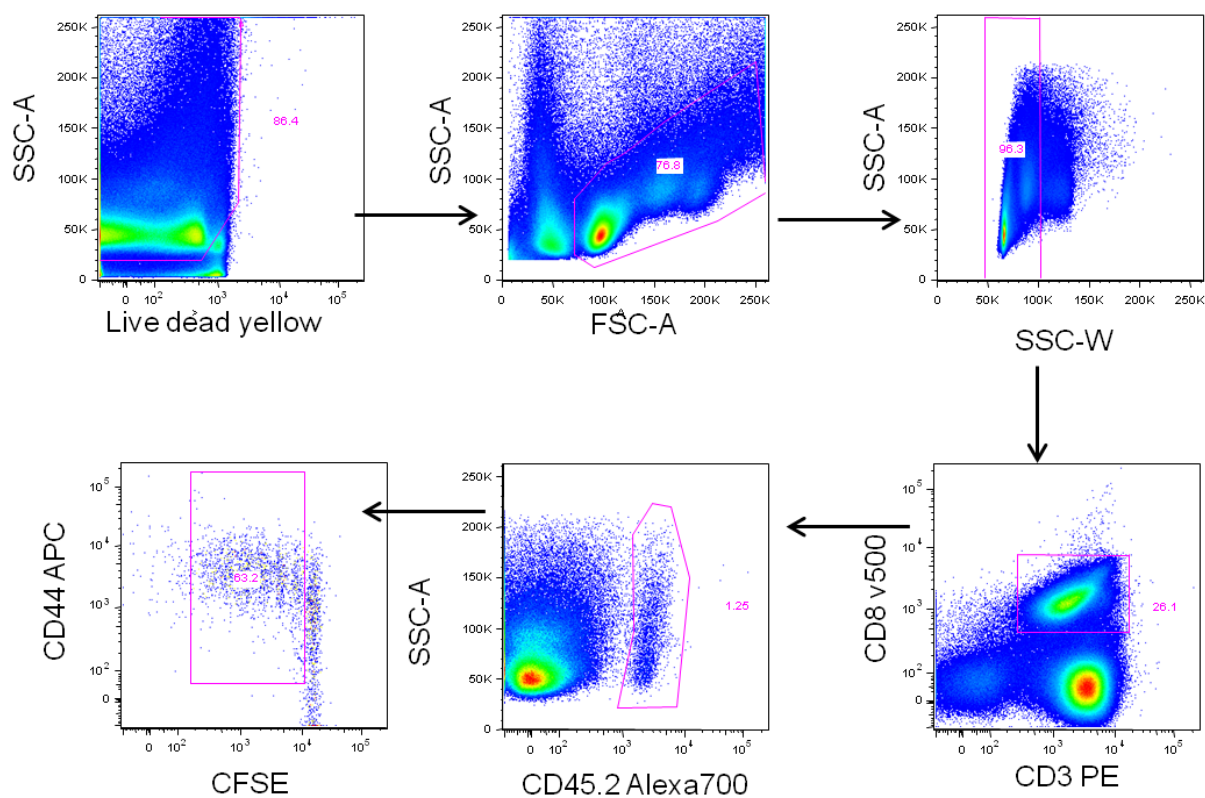 SSC-A
250K
200K
150K
100K
50K
0
86.4
0 10^2 10^3 10^4 10^5
Live dead yellow
SSC-A
250K
200K
150K
100K
50K
0
76.8
0 50K 100K 150K 200K 250K
FSC-A
SSC-A
250K
200K
150K
100K
50K
0
96.3
0 50K 100K 150K 200K 250K
SSC-W
CD44 APC
10^5
10^4
10^3
10^2
0
63.2
0 10^2 10^3 10^4 10^5
CFSE
SSC-A
250K
200K
150K
100K
50K
0
1.25
0 10^2 10^3 10^4 10^5
CD45.2 Alexa700
CD8 v500
10^5
10^4
10^3
10^2
0
26.1
0 10^2 10^3 10^4 10^5
CD3 PE